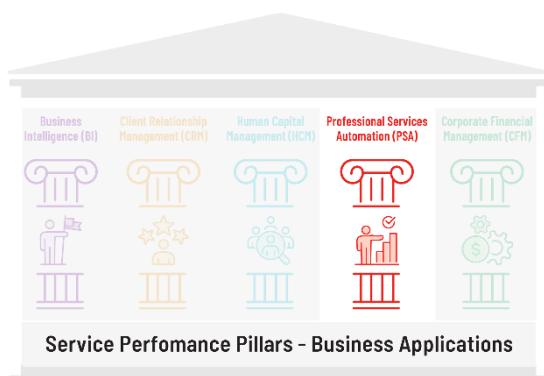 Business
Intelligence (BI)
Client Relationship
Management (CRM)
Human Capital
Management (HCM)
Professional Services
Automation (PSA)
Corporate Financial
Management (CFM)
$
Service Perfomance Pillars - Business Applications